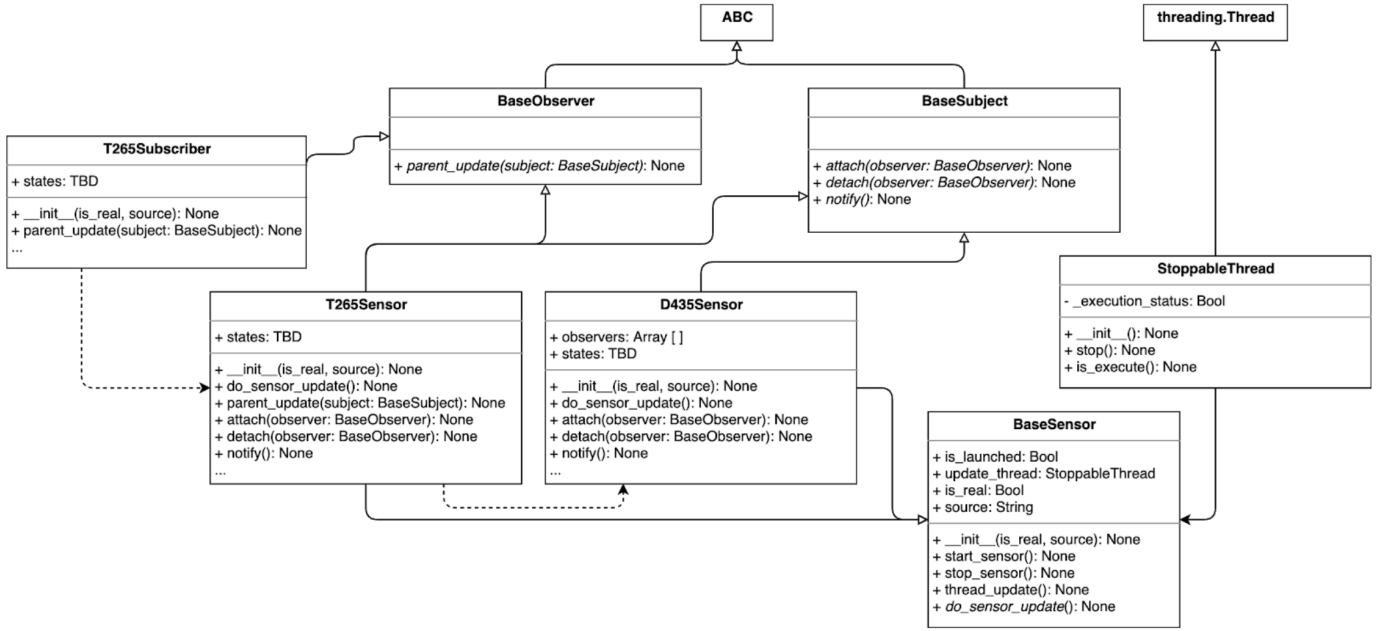 ABC
threading.Thread
BaseObserver
+ parent_update(subject: BaseSubject): None
BaseSubject
+ attach(observer: BaseObserver): None
+ detach(observer: BaseObserver): None
+ notify(): None
T265Subscriber
+ states: TBD
+ __init__(is_real, source): None
+ parent_update(subject: BaseSubject): None
...
StoppableThread
- _execution_status: Bool
+ __init__(): None
+ stop(): None
+ is_execute(): None
T265Sensor
+ states: TBD
+ __init__(is_real, source): None
+ do_sensor_update(): None
+ parent_update(subject: BaseSubject): None
+ attach(observer: BaseObserver): None
+ detach(observer: BaseObserver): None
+ notify(): None
...
D435Sensor
+ observers: Array [ ]
+ states: TBD
+ __init__(is_real, source): None
+ do_sensor_update(): None
+ attach(observer: BaseObserver): None
+ detach(observer: BaseObserver): None
+ notify(): None
...
BaseSensor
+ is_launched: Bool
+ update_thread: StoppableThread
+ is_real: Bool
+ source: String
+ __init__(is_real, source): None
+ start_sensor(): None
+ stop_sensor(): None
+ thread_update(): None
+ do_sensor_update(): None